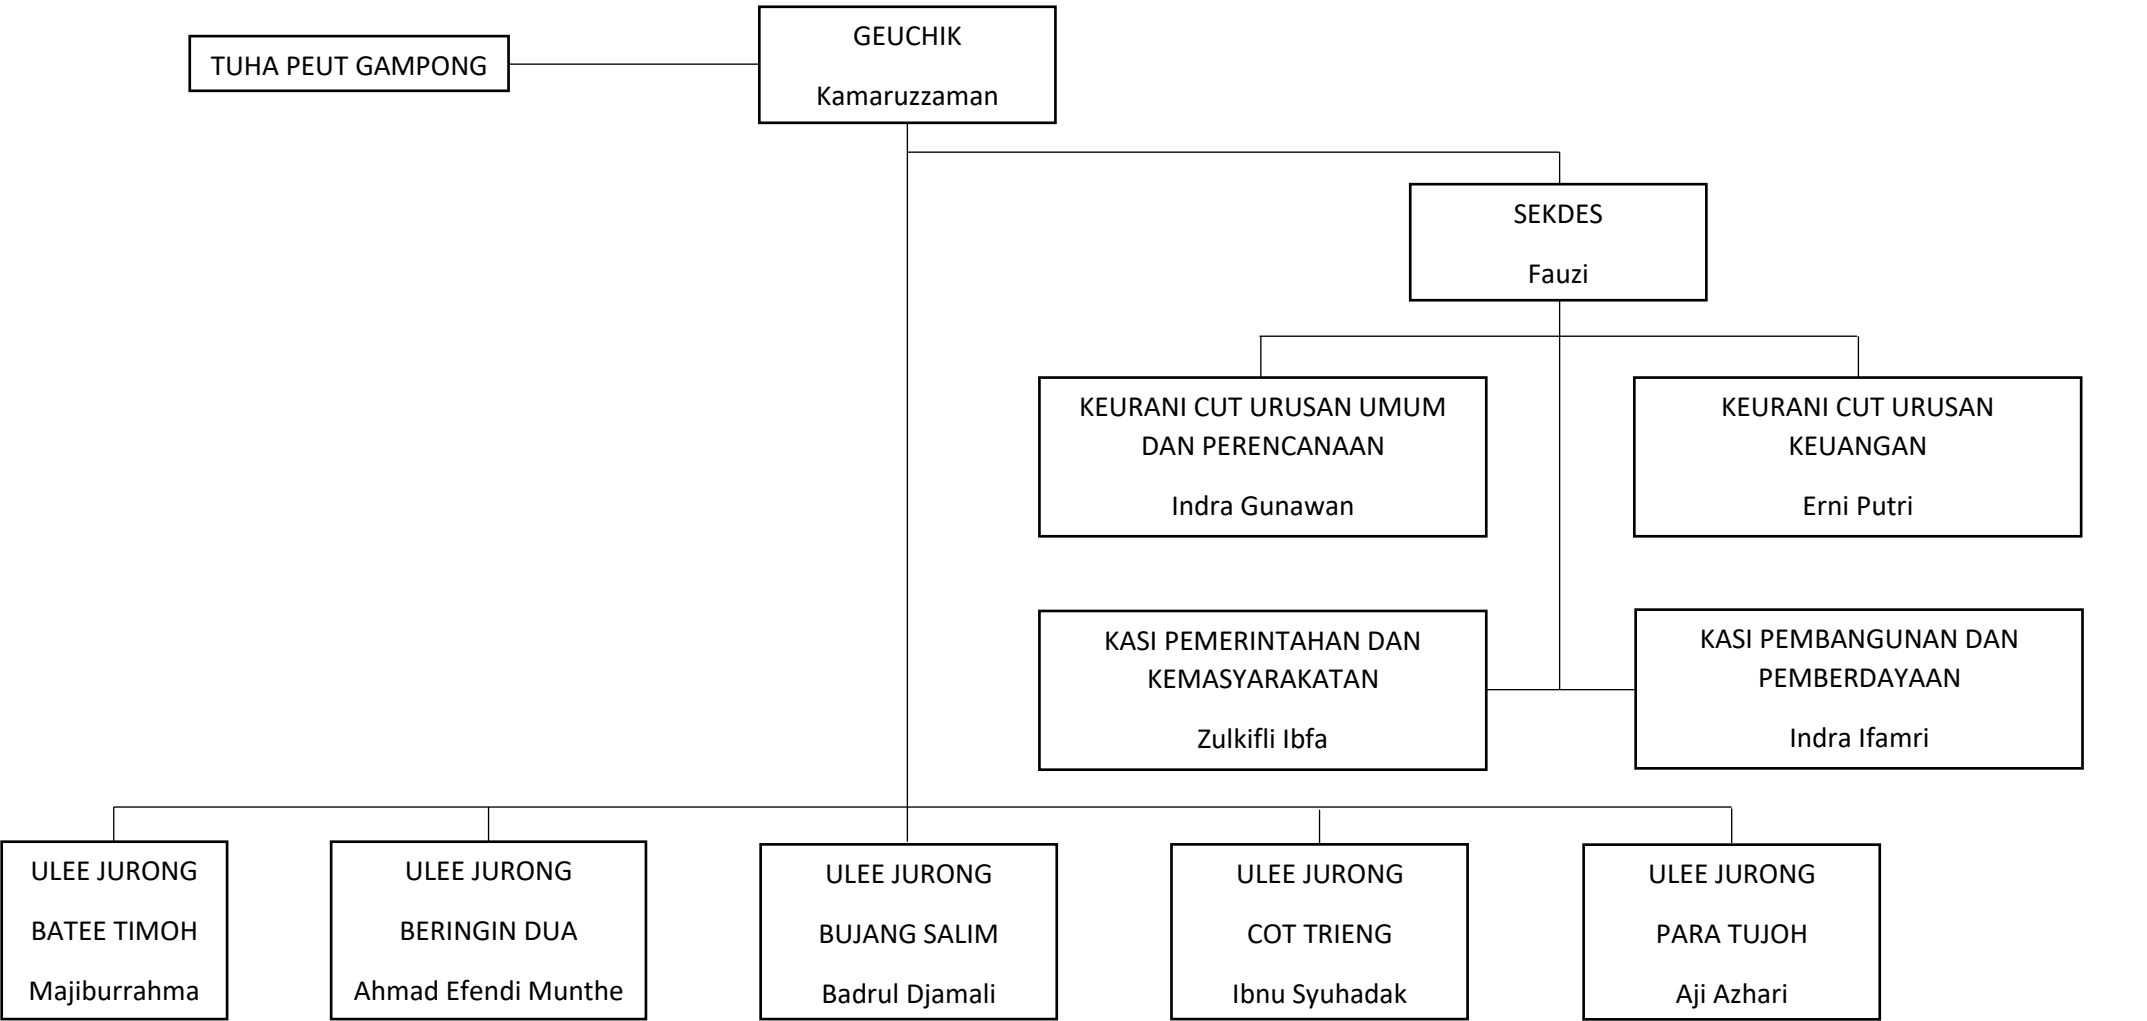 GEUCHIK
Kamaruzzaman
TUHA PEUT GAMPONG
SEKDES
Fauzi
KEURANI CUT URUSAN UMUM
DAN PERENCANAAN
Indra Gunawan
KEURANI CUT URUSAN
KEUANGAN
Erni Putri
KASI PEMERINTAHAN DAN
KEMASYARAKATAN
Zulkifli Ibfa
KASI PEMBANGUNAN DAN
PEMBERDAYAAN
Indra Ifamri
ULEE JURONG
BATEE TIMOH
Majiburrahma
ULEE JURONG
BERINGIN DUA
Ahmad Efendi Munthe
ULEE JURONG
BUJANG SALIM
Badrul Djamali
ULEE JURONG
COT TRIENG
Ibnu Syuhadak
ULEE JURONG
PARA TUJOH
Aji Azhari